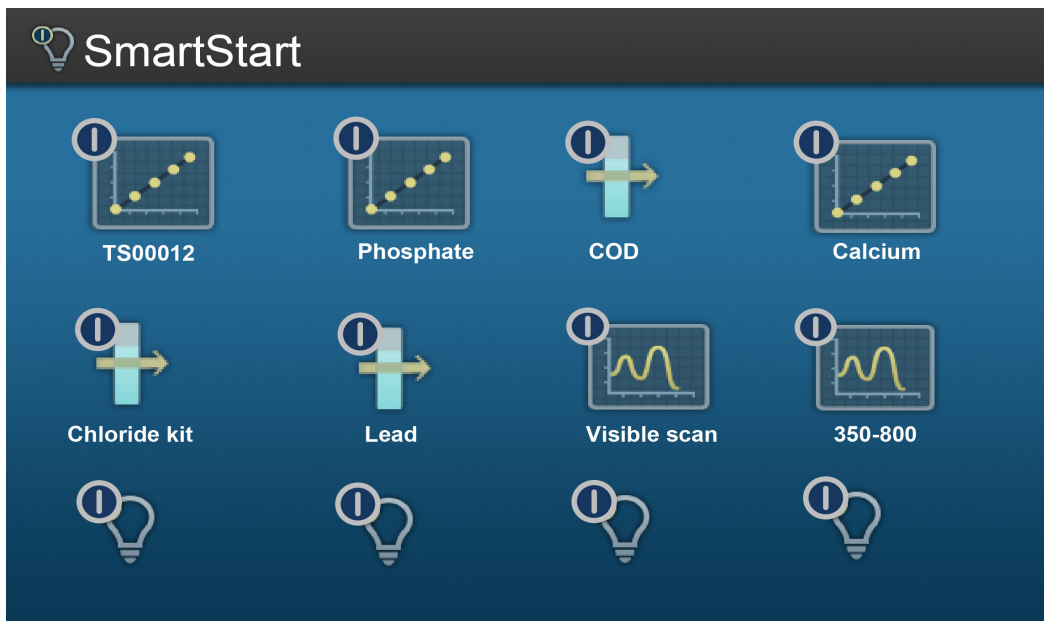 SmartStart
TS00012 Phosphate COD Calcium
Chloride kit Lead Visible scan 350-800